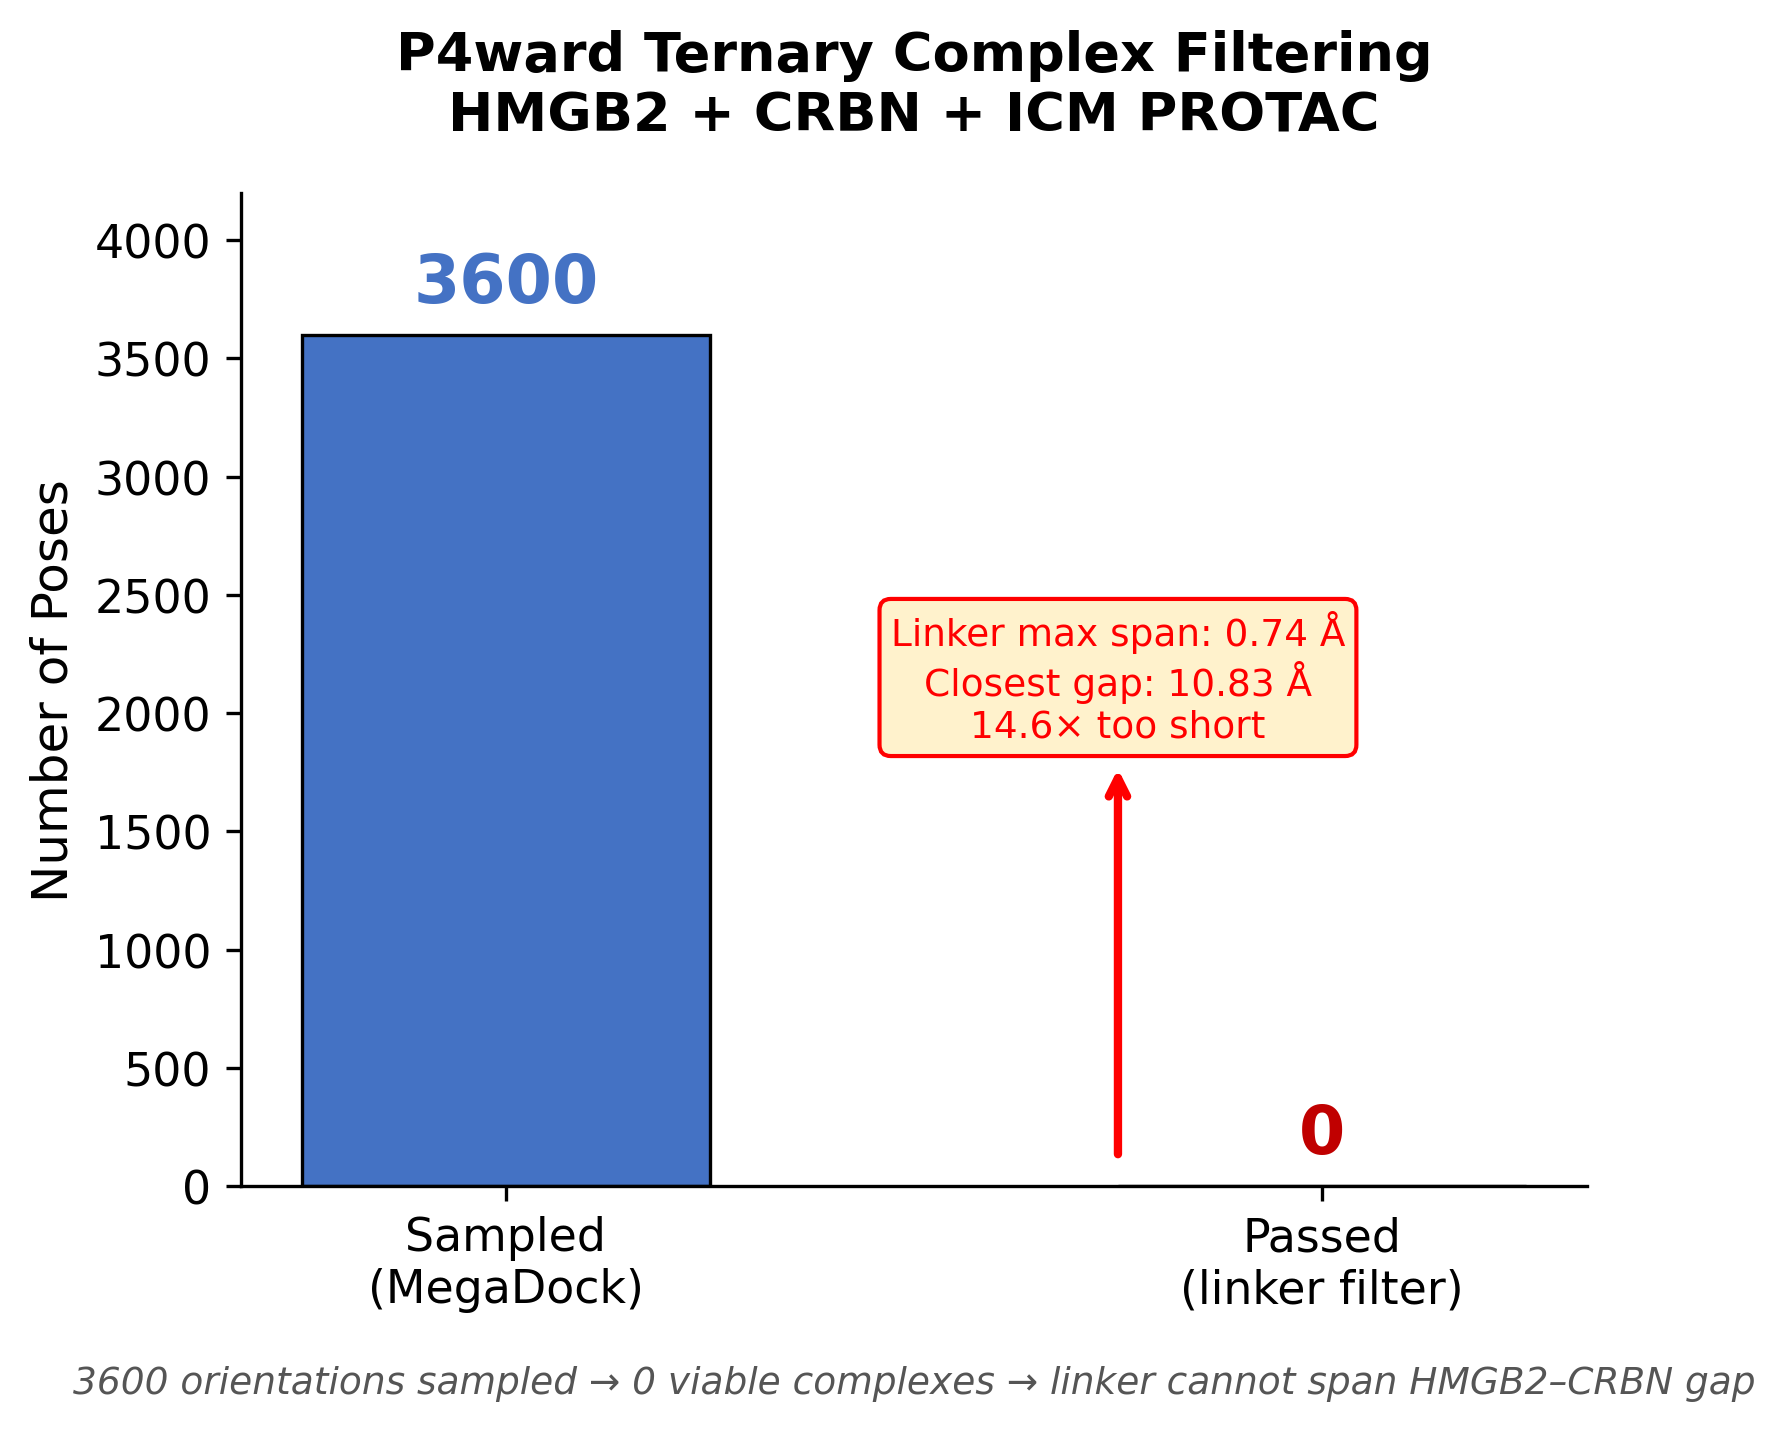 P4ward Ternary Complex Filtering
HMGB2 + CRBN + ICM PROTAC
Number of Poses
4000
3500
3000
2500
2000
1500
1000
500
0
3600
Linker max span: 0.74 Å
Closest gap: 10.83 Å
14.6× too short
0
Sampled
(MegaDock)
Passed
(linker filter)
3600 orientations sampled → 0 viable complexes → linker cannot span HMGB2–CRBN gap